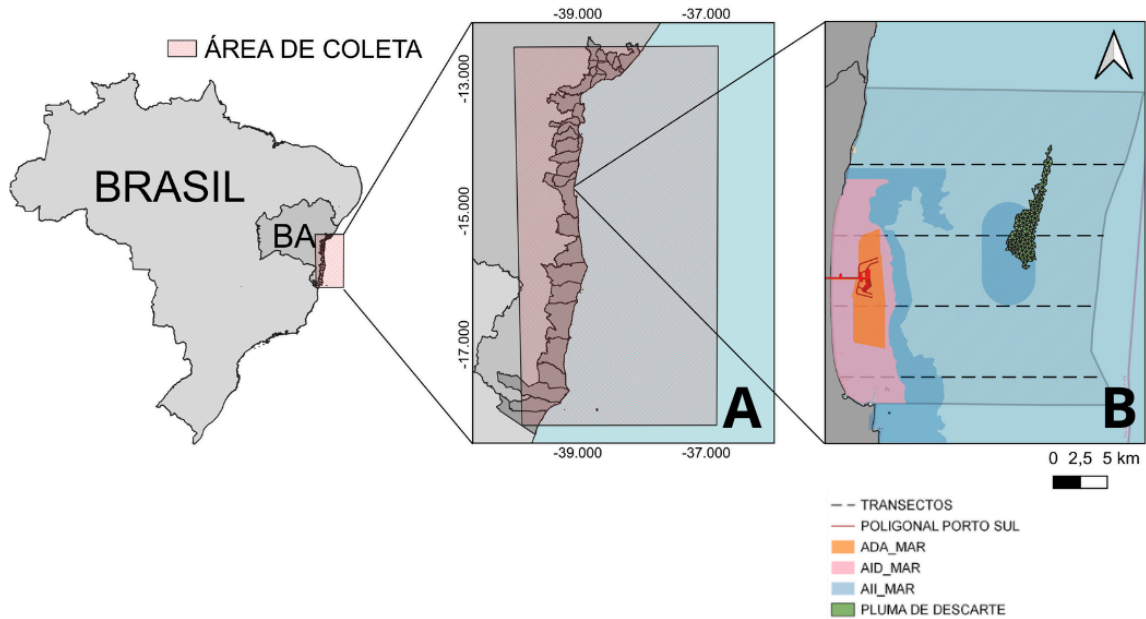 ÁREA DE COLETA
BRASIL
BA
-39.000
-37.000
-13.000
-15.000
-17.000
A
-39.000
-37.000
B
0 2,5 5 km
TRANSECTOS
POLIGONAL PORTO SUL
ADA_MAR
AID_MAR
AII_MAR
PLUMA DE DESCARTE